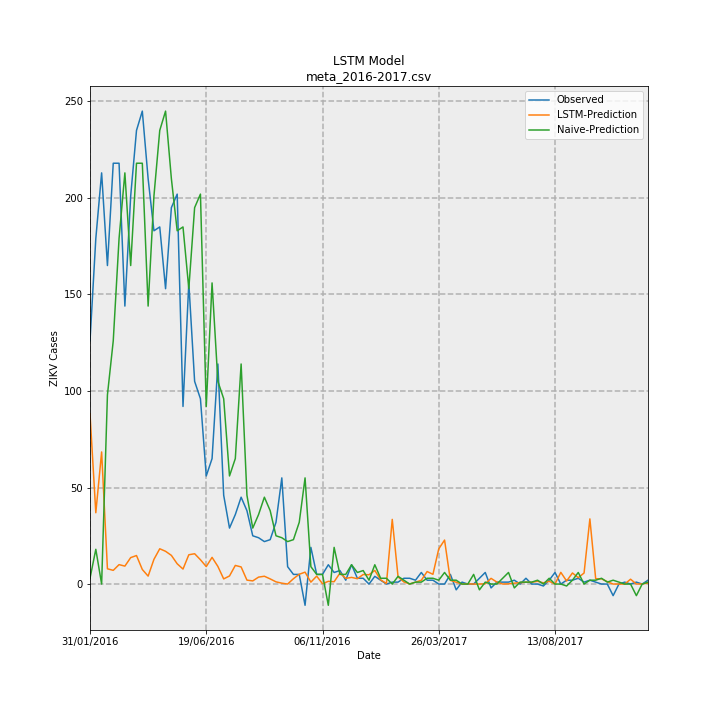 LSTM Model
meta_2016-2017.csv
Observed
LSTM-Prediction
Naive-Prediction
250
200
150
100
50
0
ZIKV Cases
31/01/2016
19/06/2016
06/11/2016
26/03/2017
13/08/2017
Date